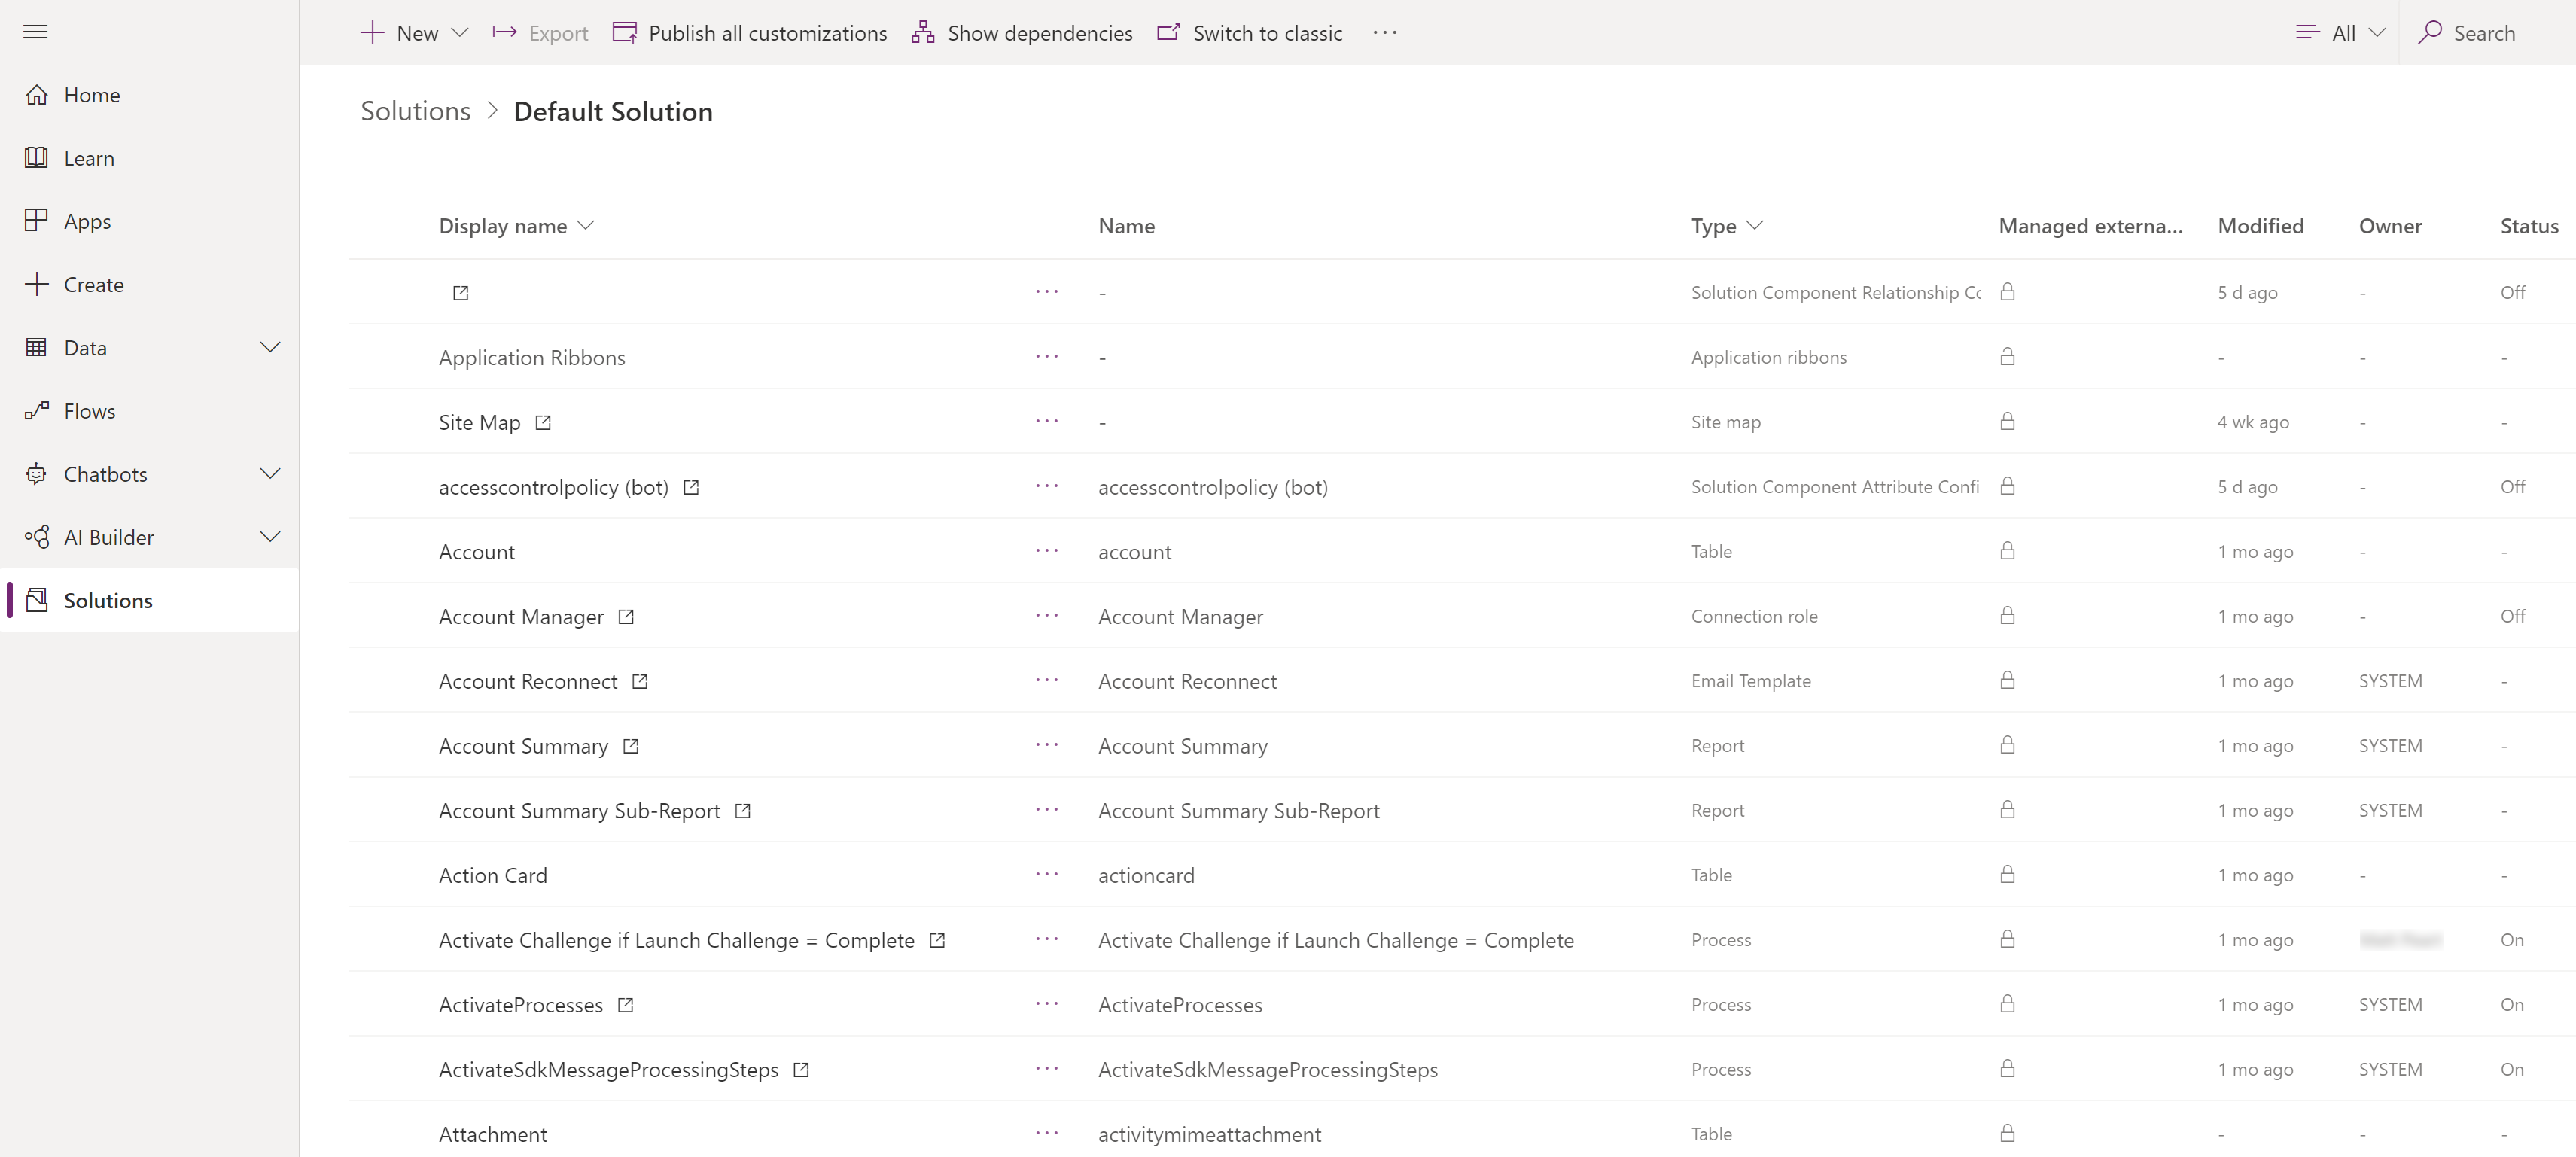 New Export Publish all customizations Show dependencies Switch to classic ··· All Search
Home
Learn
Apps
Create
Data
Flows
Chatbots
AI Builder
Solutions
Solutions > Default Solution
Display name Name Type Managed externa... Modified Owner Status
··· - Solution Component Relationship Cc 5 d ago - Off
Application Ribbons ··· - Application ribbons - - -
Site Map ··· - Site map 4 wk ago - -
accesscontrolpolicy (bot) ··· accesscontrolpolicy (bot) Solution Component Attribute Confi 5 d ago - Off
Account ··· account Table 1 mo ago - -
Account Manager ··· Account Manager Connection role 1 mo ago - Off
Account Reconnect ··· Account Reconnect Email Template 1 mo ago SYSTEM -
Account Summary ··· Account Summary Report 1 mo ago SYSTEM -
Account Summary Sub-Report ··· Account Summary Sub-Report Report 1 mo ago SYSTEM -
Action Card ··· actioncard Table 1 mo ago - -
Activate Challenge if Launch Challenge = Complete ··· Activate Challenge if Launch Challenge = Complete Process 1 mo ago On
ActivateProcesses ··· ActivateProcesses Process 1 mo ago SYSTEM On
ActivateSdkMessageProcessingSteps ··· ActivateSdkMessageProcessingSteps Process 1 mo ago SYSTEM On
Attachment ··· activitymimeattachment Table - - -